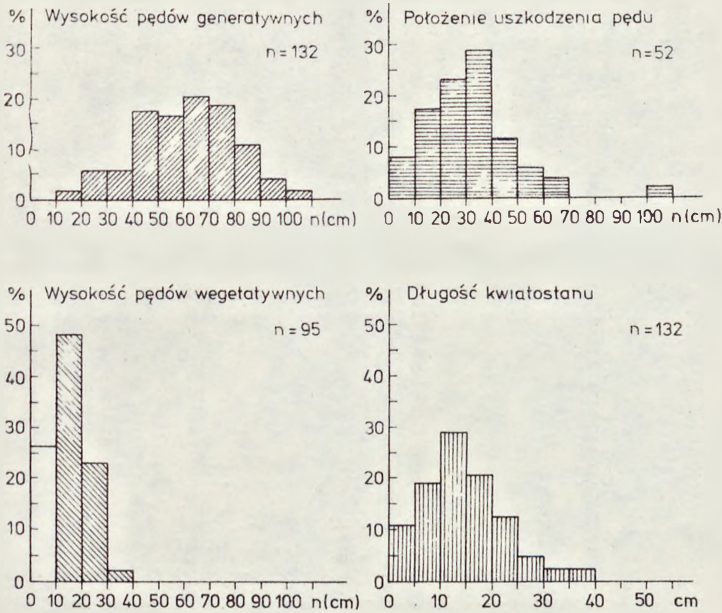 % Wysokość pędów generatywnych
n=132
30
20
10
0
0 10 20 30 40 50 60 70 80 90 100 n(cm)
% Położenie uszkodzenia pędu
n=52
30
20
10
0
0 10 20 30 40 50 60 70 80 90 100 n(cm)
% Wysokość pędów wegetatywnych
n=95
50
40
30
20
10
0
0 10 20 30 40 50 60 70 80 90 100 n(cm)
% Długość kwiatostanu
n=132
50
40
30
20
10
0
0 10 20 30 40 50 cm